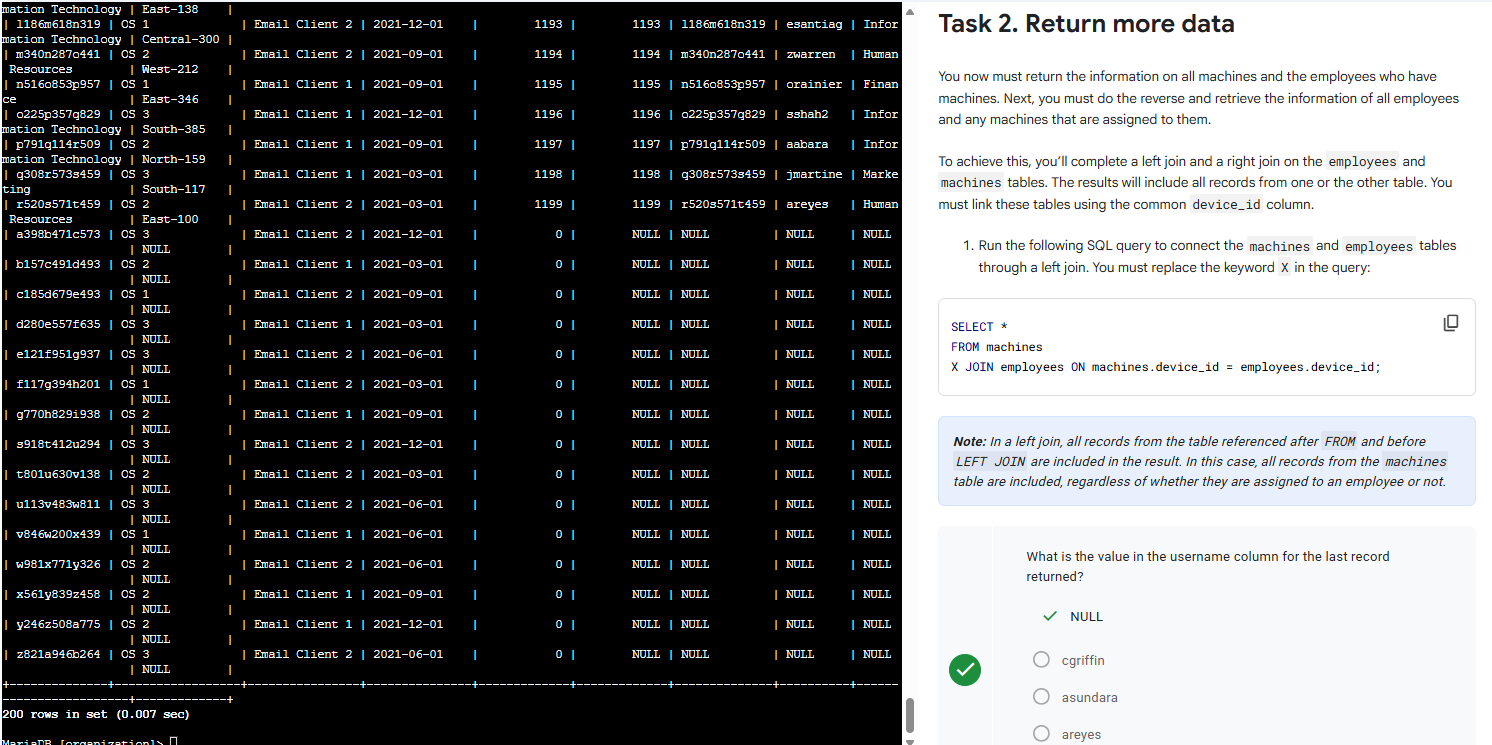 mation Technology | East-138 |
| l186m618n319 | OS 1 | Email Client 2 | 2021-12-01 | 1193 | 1193 | l186m618n319 | esantiag | Infor
mation Technology | Central-300 |
| m340n287o441 | OS 2 | Email Client 2 | 2021-09-01 | 1194 | 1194 | m340n287o441 | zwarren | Human
Resources | West-212 |
| n516o853p957 | OS 1 | Email Client 2 | 2021-09-01 | 1195 | 1195 | n516o853p957 | orainier | Finan
ce | East-346 |
| o225p357q829 | OS 3 | Email Client 1 | 2021-12-01 | 1196 | 1196 | o225p357q829 | sshah2 | Infor
mation Technology | South-385 |
| p791q114r509 | OS 2 | Email Client 1 | 2021-09-01 | 1197 | 1197 | p791q114r509 | aabara | Infor
mation Technology | North-159 |
| q308r573s459 | OS 3 | Email Client 1 | 2021-09-01 | 1198 | 1198 | q308r573s459 | jmartine | Marke
ting | South-117 |
| r520s571t459 | OS 2 | Email Client 1 | 2021-09-01 | 1199 | 1199 | r520s571t459 | areyes | Human
Resources | East-100 |
| a398b471c573 | OS 3 | Email Client 2 | 2021-12-01 | 0 | NULL | NULL | NULL | NULL
| NULL |
| b157c491d493 | OS 2 | Email Client 1 | 2021-03-01 | 0 | NULL | NULL | NULL | NULL
| NULL |
| c185d679e493 | OS 1 | Email Client 2 | 2021-09-01 | 0 | NULL | NULL | NULL | NULL
| NULL |
| d280e557f635 | OS 3 | Email Client 1 | 2021-03-01 | 0 | NULL | NULL | NULL | NULL
| NULL |
| e121f951g937 | OS 3 | Email Client 2 | 2021-06-01 | 0 | NULL | NULL | NULL | NULL
| NULL |
| f117g394h201 | OS 1 | Email Client 2 | 2021-03-01 | 0 | NULL | NULL | NULL | NULL
| NULL |
| g770h829i938 | OS 2 | Email Client 1 | 2021-09-01 | 0 | NULL | NULL | NULL | NULL
| NULL |
| s918t412u294 | OS 3 | Email Client 2 | 2021-12-01 | 0 | NULL | NULL | NULL | NULL
| NULL |
| t801u630v138 | OS 2 | Email Client 2 | 2021-03-01 | 0 | NULL | NULL | NULL | NULL
| NULL |
| u113v483w811 | OS 3 | Email Client 1 | 2021-06-01 | 0 | NULL | NULL | NULL | NULL
| NULL |
| v846w200x439 | OS 1 | Email Client 2 | 2021-06-01 | 0 | NULL | NULL | NULL | NULL
| NULL |
| w981x771y326 | OS 2 | Email Client 2 | 2021-06-01 | 0 | NULL | NULL | NULL | NULL
| NULL |
| x561y839z458 | OS 2 | Email Client 1 | 2021-09-01 | 0 | NULL | NULL | NULL | NULL
| NULL |
| y246z508a775 | OS 2 | Email Client 1 | 2021-12-01 | 0 | NULL | NULL | NULL | NULL
| NULL |
| z821a946b264 | OS 3 | Email Client 2 | 2021-06-01 | 0 | NULL | NULL | NULL | NULL
| NULL |
200 rows in set (0.007 sec)
MariaDB [organization]>
Task 2. Return more data
You now must return the information on all machines and the employees who have
machines. Next, you must do the reverse and retrieve the information of all employees
and any machines that are assigned to them.
To achieve this, you’ll complete a left join and a right join on the employees and
machines tables. The results will include all records from one or the other table. You
must link these tables using the common device_id column.
1. Run the following SQL query to connect the machines and employees tables
through a left join. You must replace the keyword X in the query:
SELECT *
FROM machines
X JOIN employees ON machines.device_id = employees.device_id;
Note: In a left join, all records from the table referenced after FROM and before
LEFT JOIN are included in the result. In this case, all records from the machines
table are included, regardless of whether they are assigned to an employee or not.
What is the value in the username column for the last record
returned?
NULL
cgriffin
asundara
areyes